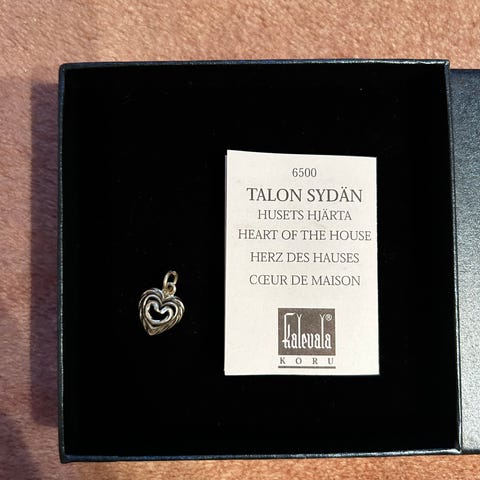 6500
TALON SYDÄN
HUSETS HJÄRTA
HEART OF THE HOUSE
HERZ DES HAUSES
CŒUR DE MAISON
Kalevala®
KORU